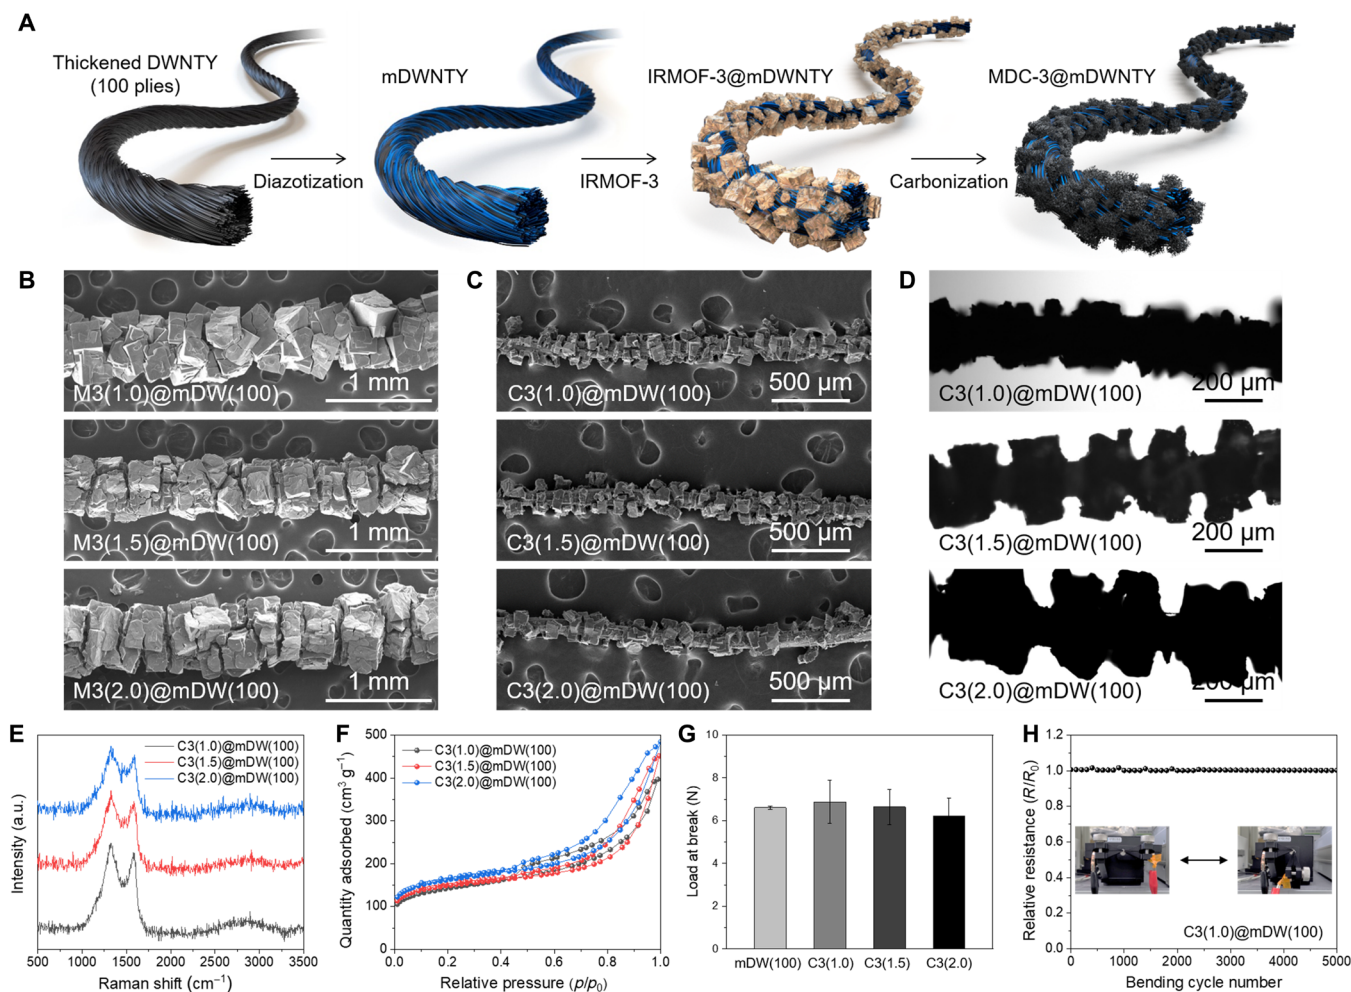 A
Thickened DWNTY
(100 plies)
mDWNTY
IRMOF-3@mDWNTY
MDC-3@mDWNTY
Diazotization
IRMOF-3
Carbonization
B
M3(1.0)@mDW(100)
1 mm
M3(1.5)@mDW(100)
1 mm
M3(2.0)@mDW(100)
1 mm
C
C3(1.0)@mDW(100)
500 µm
C3(1.5)@mDW(100)
500 µm
C3(2.0)@mDW(100)
500 µm
D
C3(1.0)@mDW(100)
200 µm
C3(1.5)@mDW(100)
200 µm
C3(2.0)@mDW(100)
200 µm
E
C3(1.0)@mDW(100)
C3(1.5)@mDW(100)
C3(2.0)@mDW(100)
Intensity (a.u.)
500 1000 1500 2000 2500 3000 3500
Raman shift (cm⁻¹)
F
C3(1.0)@mDW(100)
C3(1.5)@mDW(100)
C3(2.0)@mDW(100)
Quantity adsorbed (cm³ g⁻¹)
500
400
300
200
100
0
0.0 0.2 0.4 0.6 0.8 1.0
Relative pressure (p/p₀)
G
Load at break (N)
10
8
6
4
2
0
mDW(100) C3(1.0) C3(1.5) C3(2.0)
H
Relative resistance (R/R₀)
1.2
1.0
0.8
0.6
0.4
0.2
0.0
C3(1.0)@mDW(100)
0 1000 2000 3000 4000 5000
Bending cycle number